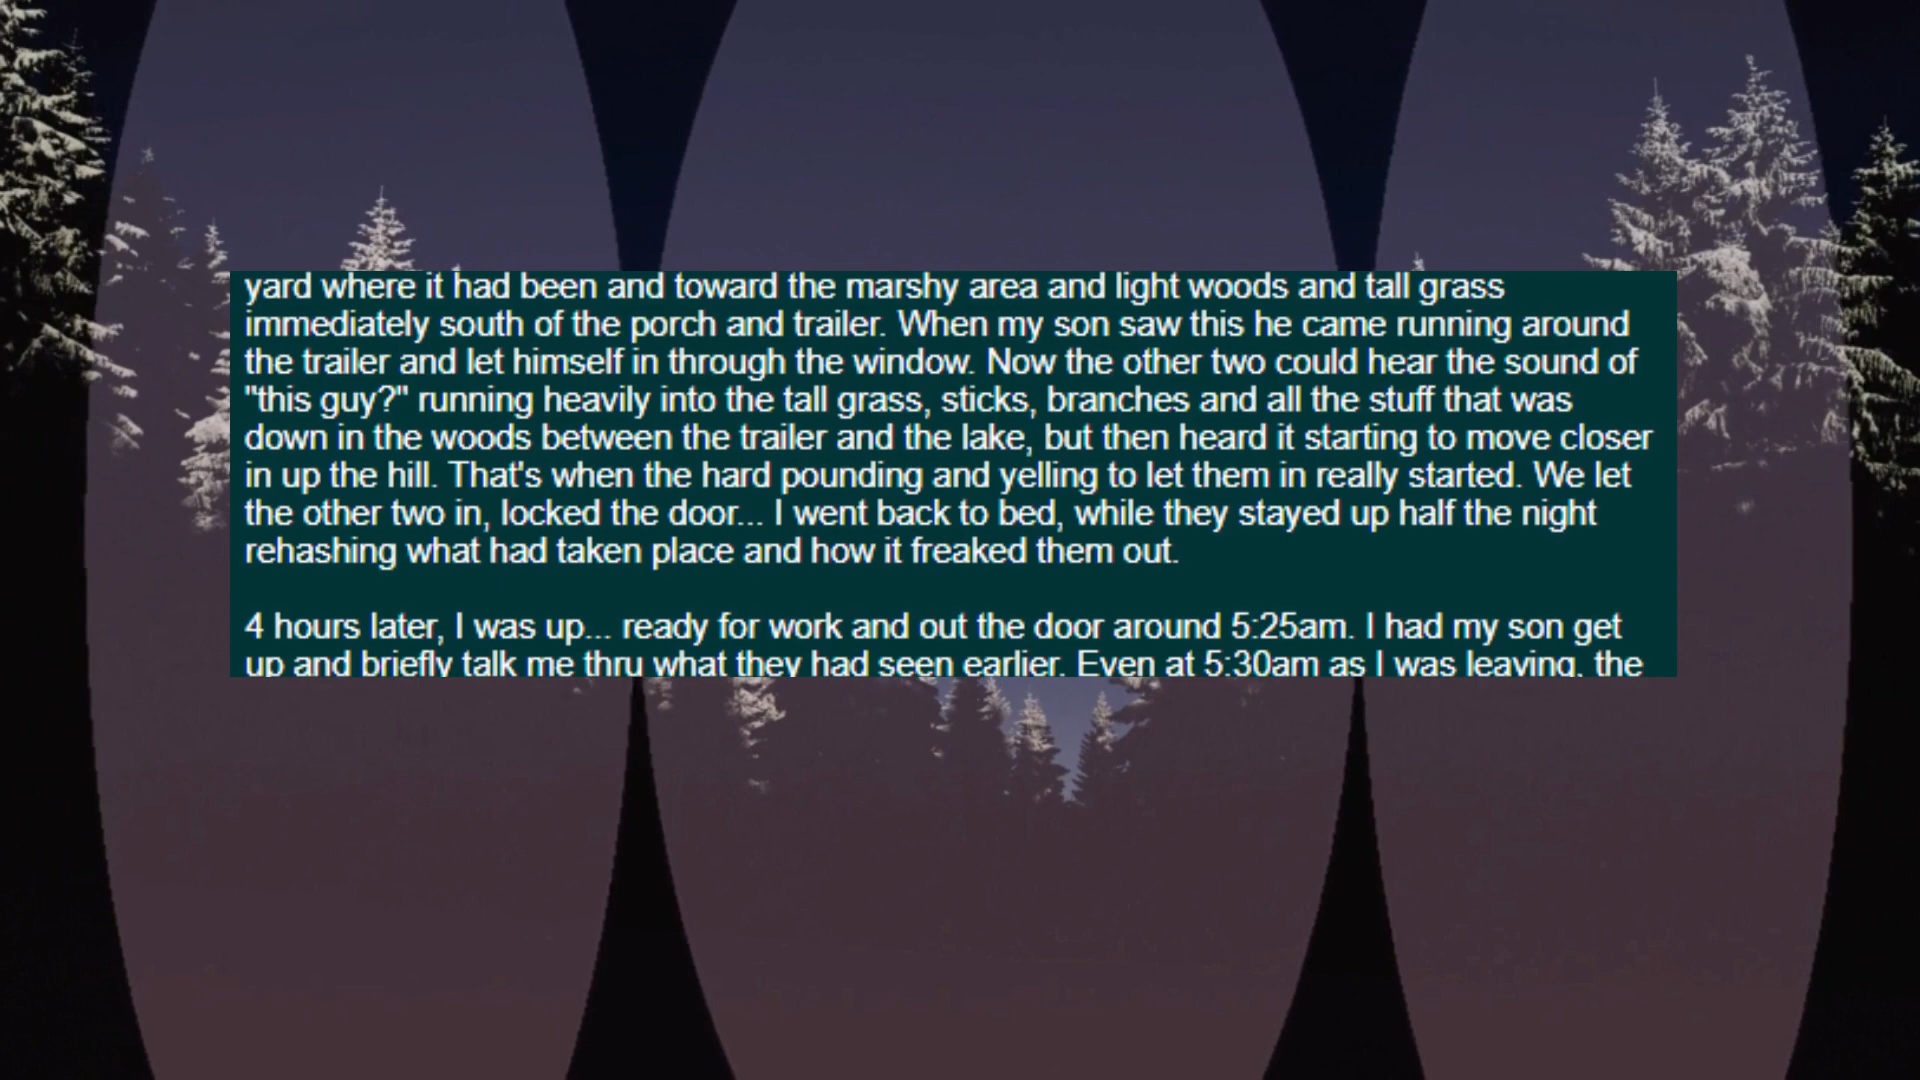 yard where it had been and toward the marshy area and light woods and tall grass
immediately south of the porch and trailer. When my son saw this he came running around
the trailer and let himself in through the window. Now the other two could hear the sound of
"this guy?" running heavily into the tall grass, sticks, branches and all the stuff that was
down in the woods between the trailer and the lake, but then heard it starting to move closer
in up the hill. That's when the hard pounding and yelling to let them in really started. We let
the other two in, locked the door... I went back to bed, while they stayed up half the night
rehashing what had taken place and how it freaked them out.
4 hours later, I was up... ready for work and out the door around 5:25am. I had my son get
up and briefly talk me thru what they had seen earlier. Even at 5:30am as I was leaving, the